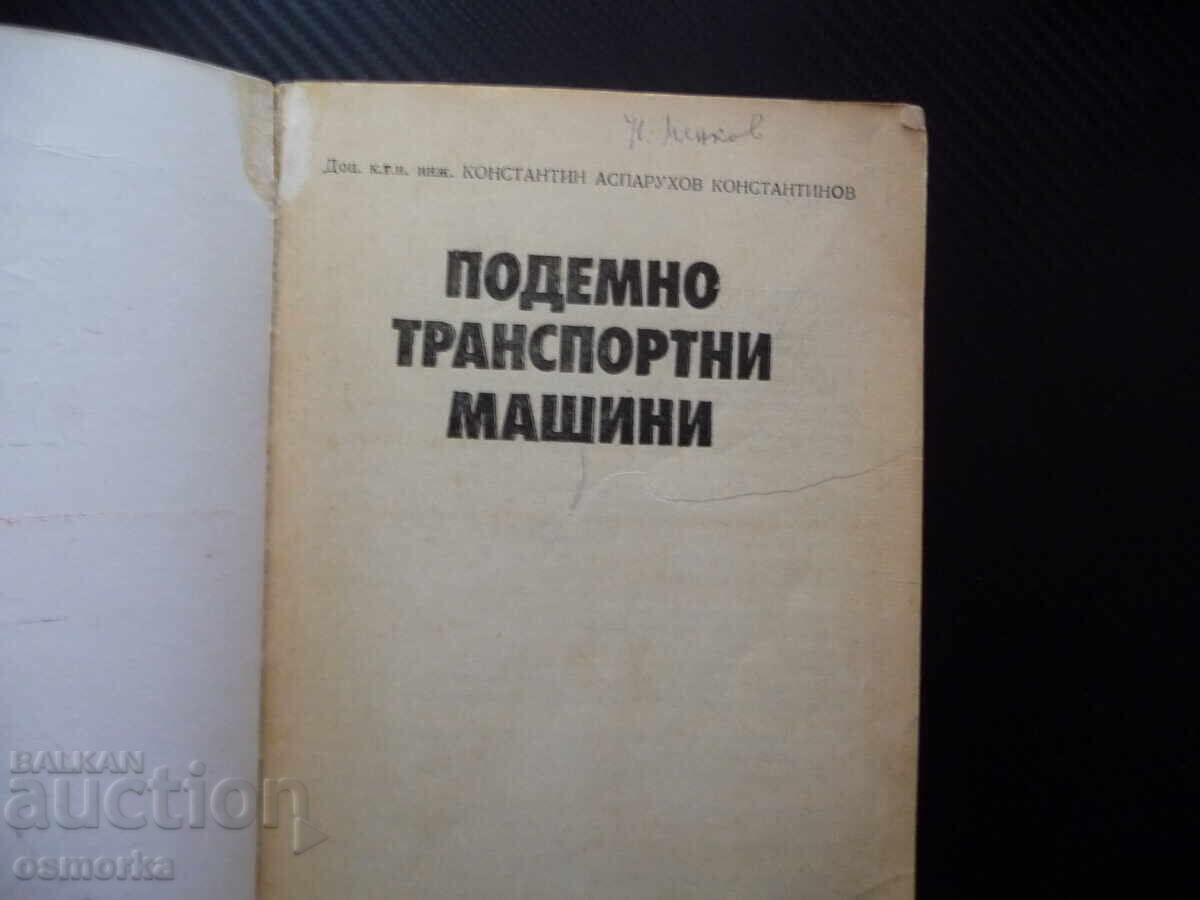 Доц. к.т.н. инж. КОНСТАНТИН АСПАРУХОВ КОНСТАНТИНОВ
ПОДЕМНО
ТРАНСПОРТНИ
МАШИНИ
BALKAN
auction
osmorka